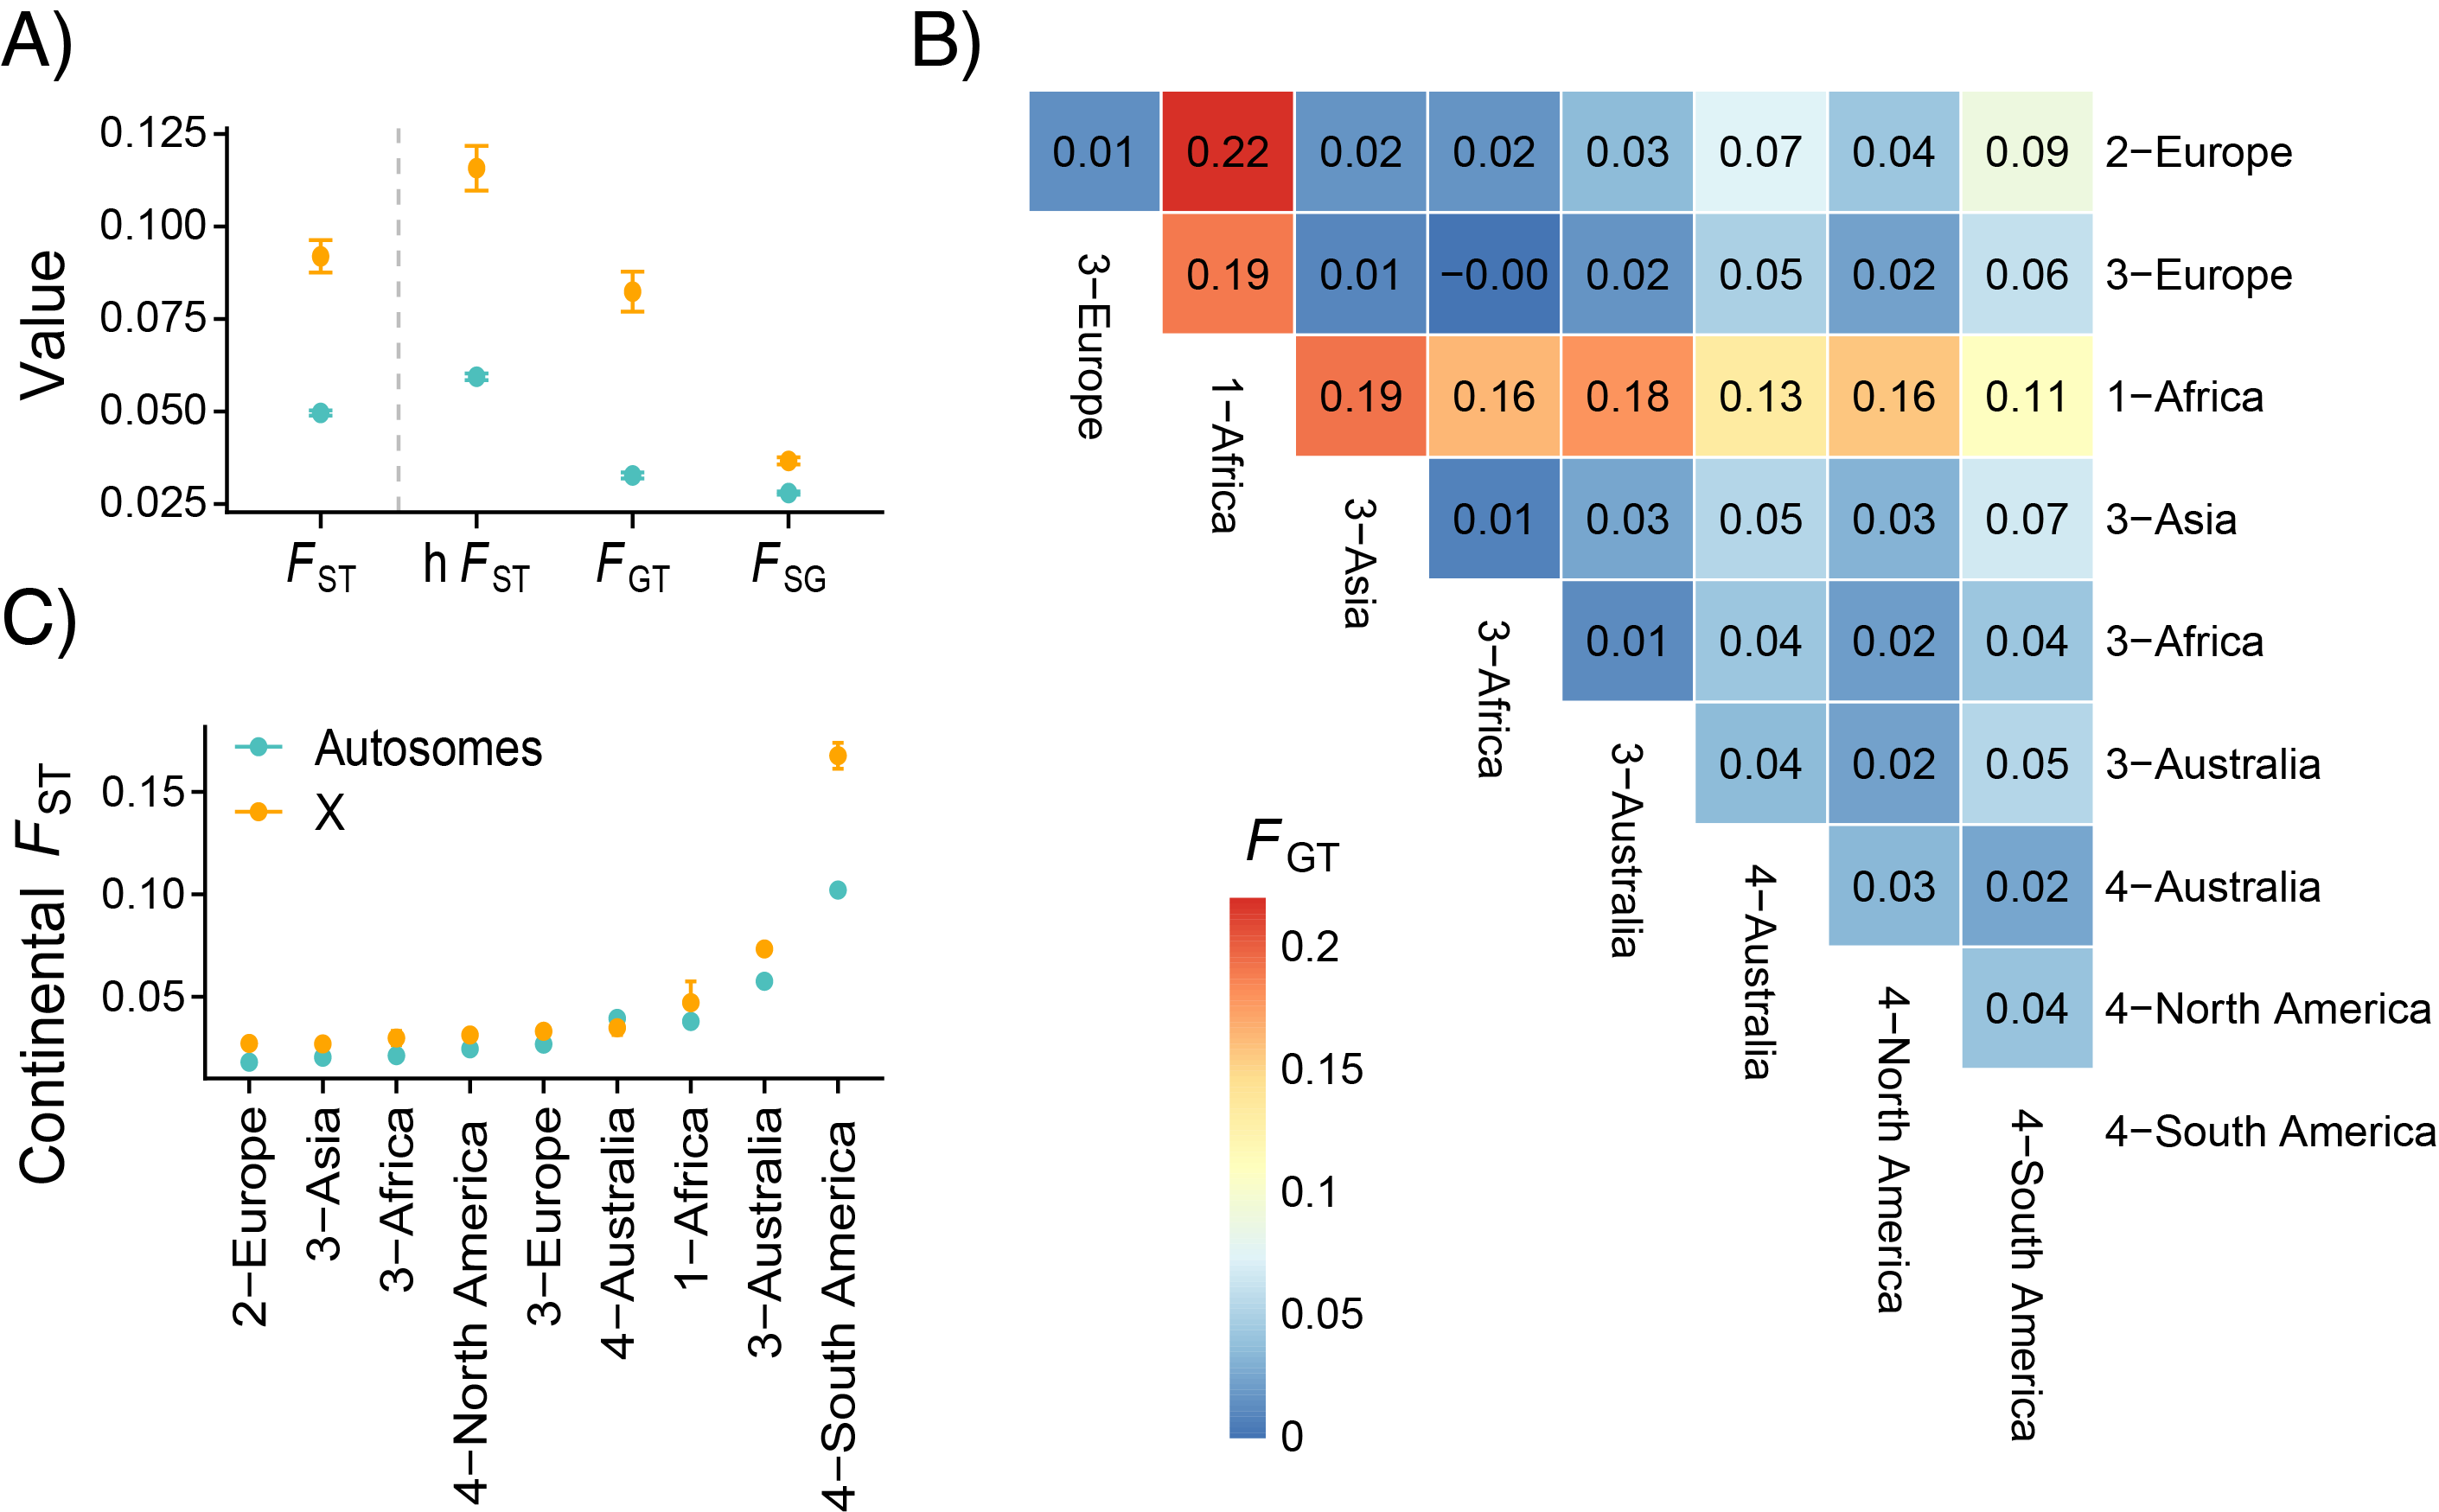 A)
Value
0.125
0.100
0.075
0.050
0.025
FST
h FST
FGT
FSG
B)
0.01 0.22 0.02 0.02 0.03 0.07 0.04 0.09 2−Europe
0.19 0.01 −0.00 0.02 0.05 0.02 0.06 3−Europe
0.19 0.16 0.18 0.13 0.16 0.11 1−Africa
0.01 0.03 0.05 0.03 0.07 3−Asia
0.01 0.04 0.02 0.04 3−Africa
0.04 0.02 0.05 3−Australia
0.03 0.02 4−Australia
0.04 4−North America
4−South America
3−Europe
1−Africa
3−Asia
3−Africa
3−Australia
4−Australia
4−North America
4−South America
FGT
0.2
0.15
0.1
0.05
0
C)
Continental FST
Autosomes
X
0.15
0.10
0.05
2−Europe
3−Asia
3−Africa
4−North America
3−Europe
4−Australia
1−Africa
3−Australia
4−South America